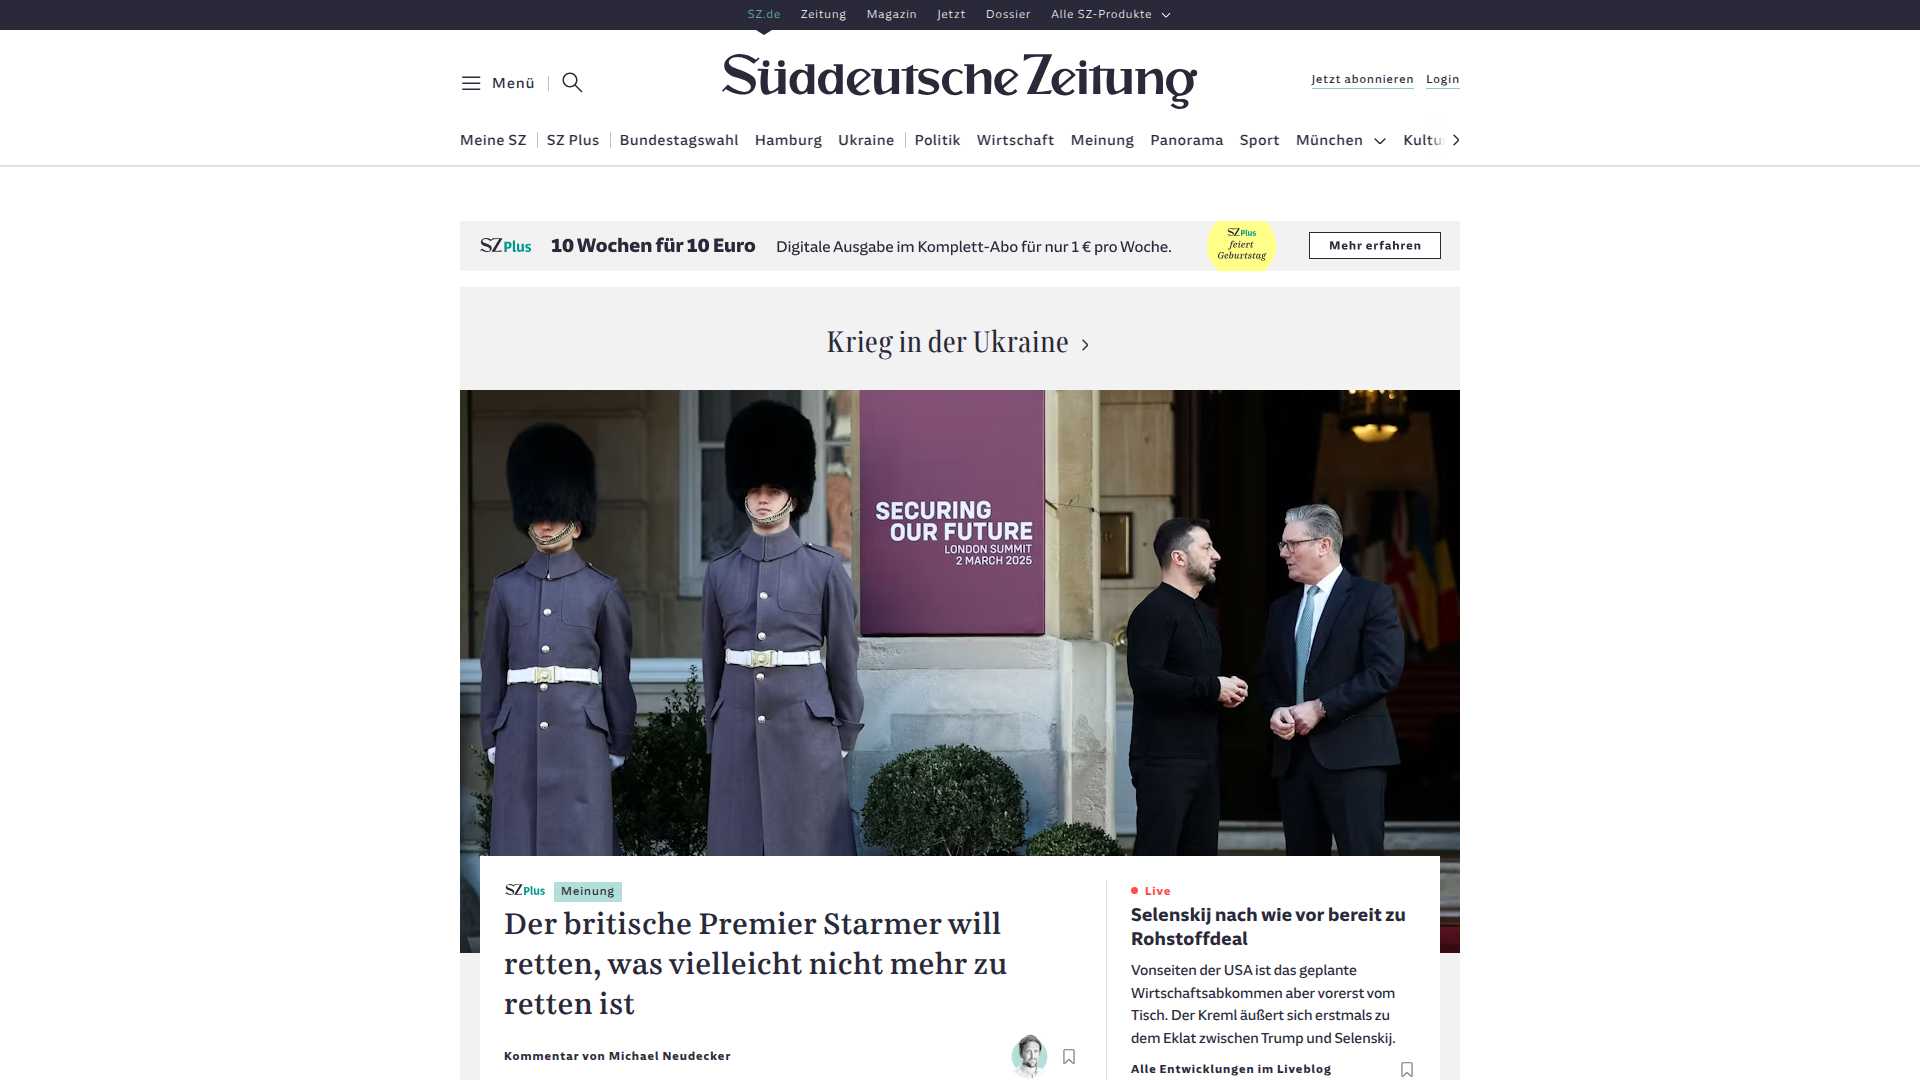 SZ.de Zeitung Magazin Jetzt Dossier Alle SZ-Produkte
Menü
Süddeutsche Zeitung
Jetzt abonnieren Login
Meine SZ SZ Plus Bundestagswahl Hamburg Ukraine Politik Wirtschaft Meinung Panorama Sport München Kultu
SZ Plus 10 Wochen für 10 Euro Digitale Ausgabe im Komplett-Abo für nur 1 € pro Woche.
SZ Plus
feiert
Geburtstag
Mehr erfahren
Krieg in der Ukraine
SECURING
OUR FUTURE
LONDON SUMMIT
2 MARCH 2025
SZ Plus Meinung
Der britische Premier Starmer will
retten, was vielleicht nicht mehr zu
retten ist
Kommentar von Michael Neudecker
Live
Selenskij nach wie vor bereit zu
Rohstoffdeal
Vonseiten der USA ist das geplante
Wirtschaftsabkommen aber vorerst vom
Tisch. Der Kreml äußert sich erstmals zu
dem Eklat zwischen Trump und Selenskij.
Alle Entwicklungen im Liveblog